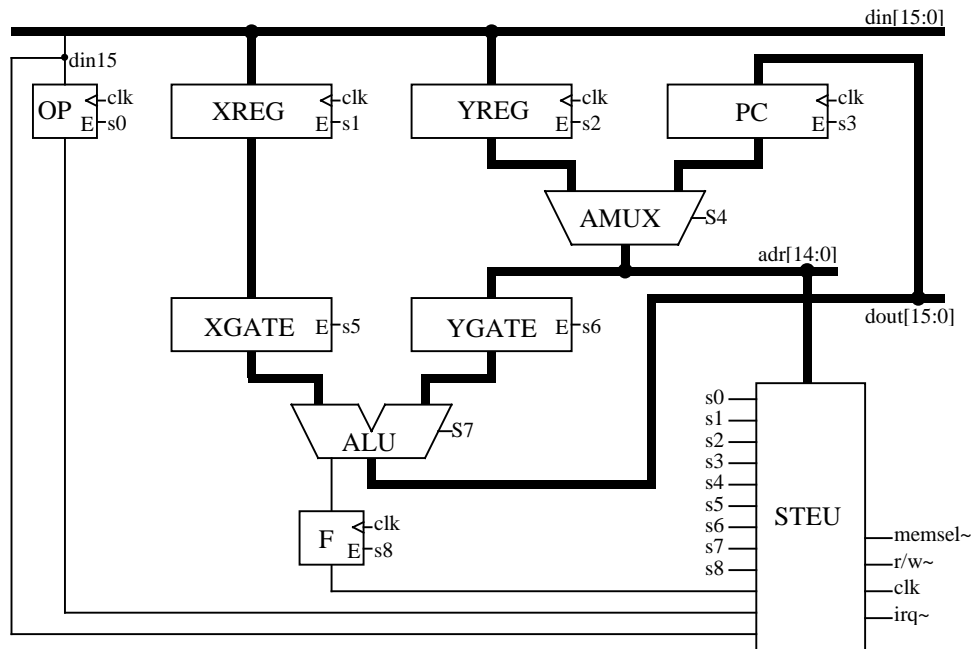 din[15:0]
din15
OP
clk
E
s0
XREG
clk
E
s1
YREG
clk
E
s2
PC
clk
E
s3
AMUX
S4
adr[14:0]
dout[15:0]
XGATE
E
s5
YGATE
E
s6
ALU
S7
F
clk
E
s8
s0
s1
s2
s3
s4
s5
s6
s7
s8
STEU
memsel~
r/w~
clk
irq~